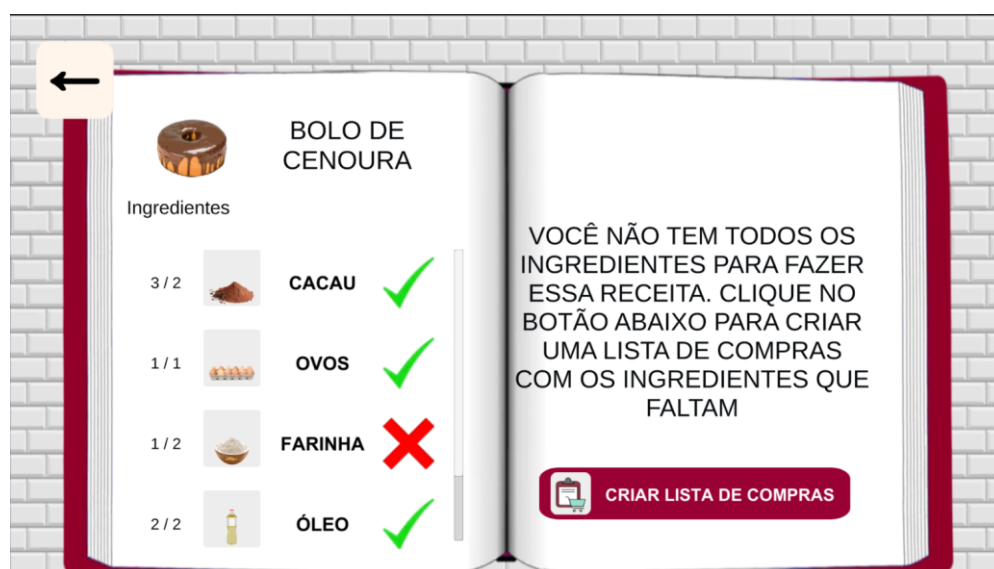 BOLO DE
CENOURA
Ingredientes
3 / 2 CACAU
1 / 1 OVOS
1 / 2 FARINHA
2 / 2 ÓLEO
VOCÊ NÃO TEM TODOS OS
INGREDIENTES PARA FAZER
ESSA RECEITA. CLIQUE NO
BOTÃO ABAIXO PARA CRIAR
UMA LISTA DE COMPRAS
COM OS INGREDIENTES QUE
FALTAM
CRIAR LISTA DE COMPRAS